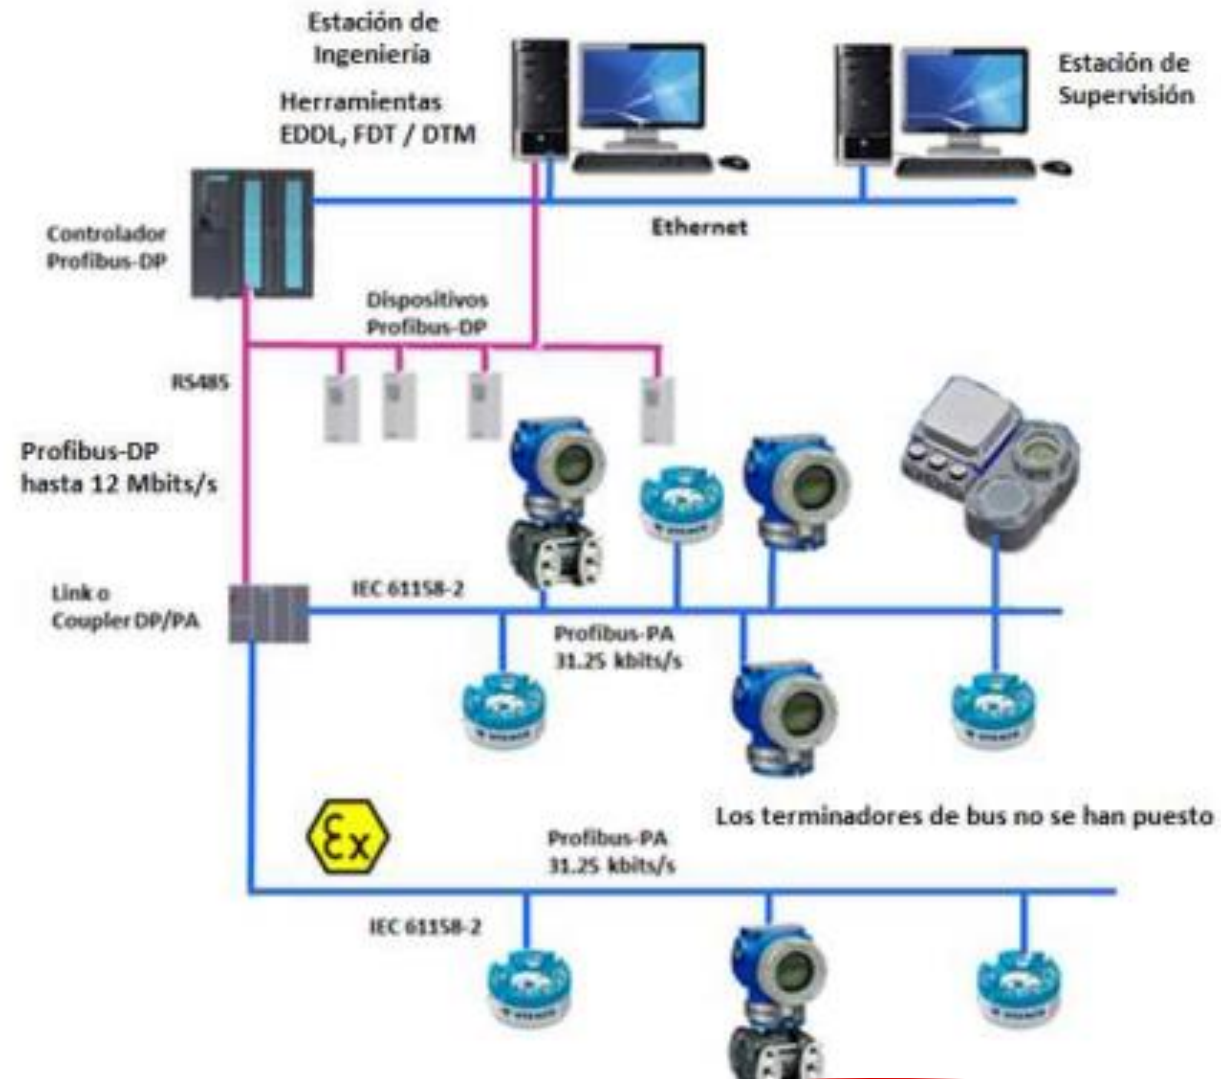 Estación de
Ingeniería
Herramientas
EDDL, FDT / DTM
Estación de
Supervisión
Controlador
Profibus-DP
Ethernet
Dispositivos
Profibus-DP
RS485
Profibus-DP
hasta 12 Mbits/s
Link o
Coupler DP/PA
IEC 61158-2
Profibus-PA
31.25 kbits/s
Los terminadores de bus no se han puesto
Ex
Profibus-PA
31.25 kbits/s
IEC 61158-2